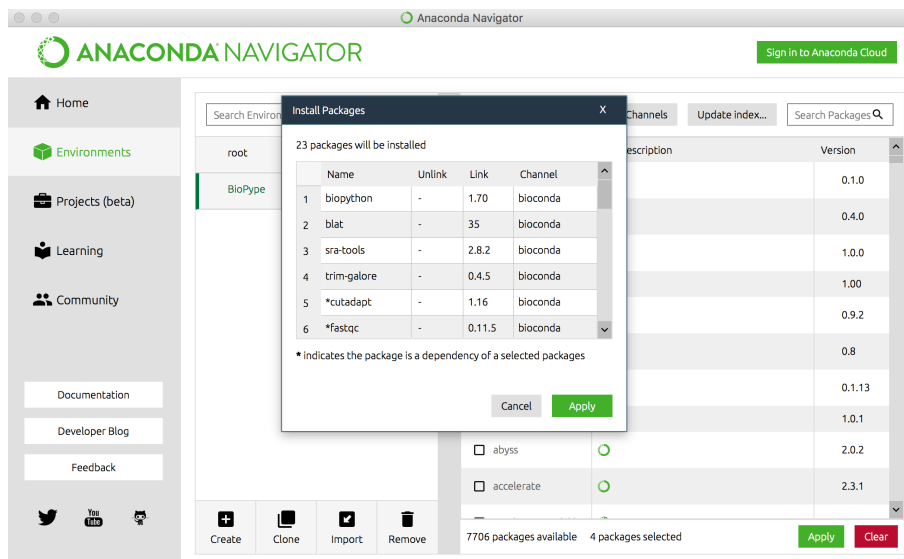 Anaconda Navigator
ANACONDA NAVIGATOR
Sign in to Anaconda Cloud
Home
Environments
Projects (beta)
Learning
Community
Documentation
Developer Blog
Feedback
You
Tube
Search Environ
root
BioPype
Create
Clone
Import
Remove
Install Packages
X
23 packages will be installed
Name Unlink Link Channel
1 biopython - 1.70 bioconda
2 blat - 35 bioconda
3 sra-tools - 2.8.2 bioconda
4 trim-galore - 0.4.5 bioconda
5 *cutadapt - 1.16 bioconda
6 *fastqc - 0.11.5 bioconda
* indicates the package is a dependency of a selected packages
Cancel
Apply
Channels
Update index...
Search Packages
escription
Version
0.1.0
0.4.0
1.0.0
1.00
0.9.2
0.8
0.1.13
1.0.1
abyss 2.0.2
accelerate 2.3.1
7706 packages available 4 packages selected
Apply
Clear